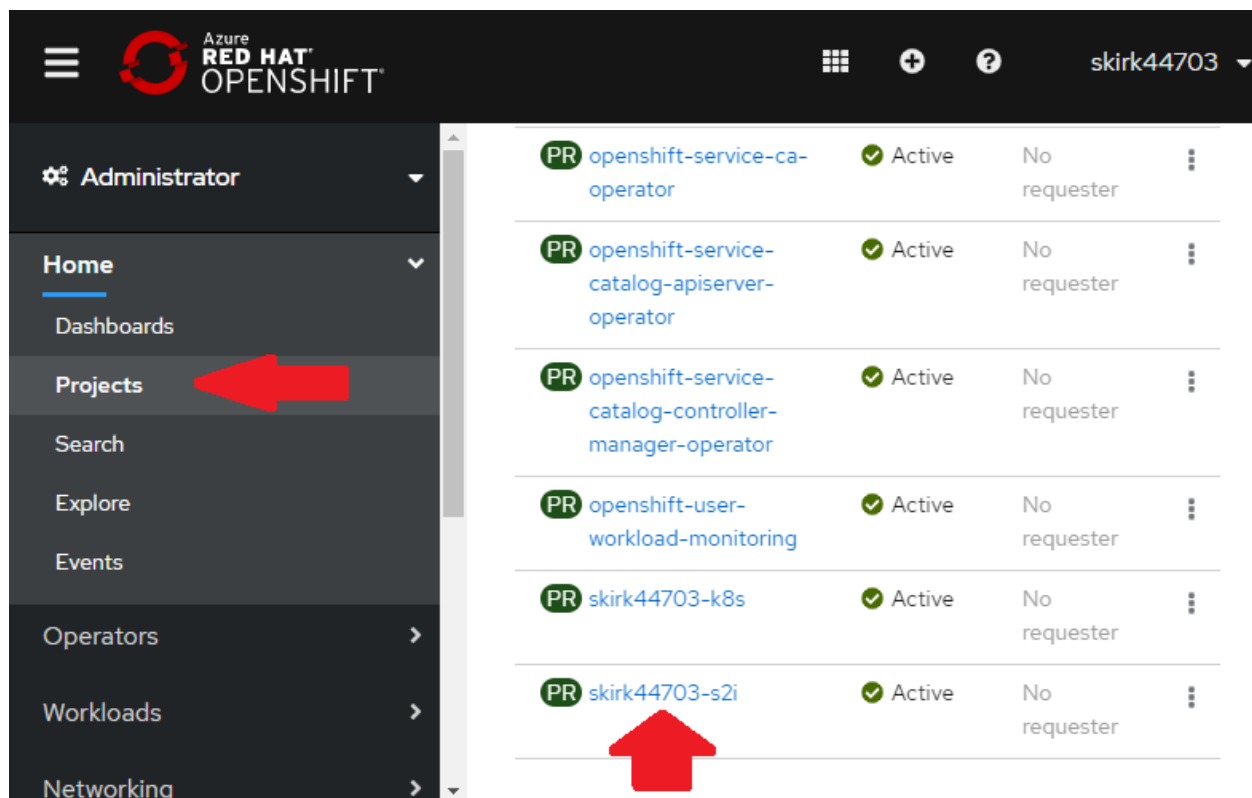 Azure
RED HAT
OPENSHIFT
skirk44703
Administrator
Home
Dashboards
Projects
Search
Explore
Events
Operators
Workloads
Networking
PR openshift-service-ca- Active No
operator requester
PR openshift-service- Active No
catalog-apiserver- requester
operator
PR openshift-service- Active No
catalog-controller- requester
manager-operator
PR openshift-user- Active No
workload-monitoring requester
PR skirk44703-k8s Active No
requester
PR skirk44703-s2i Active No
requester